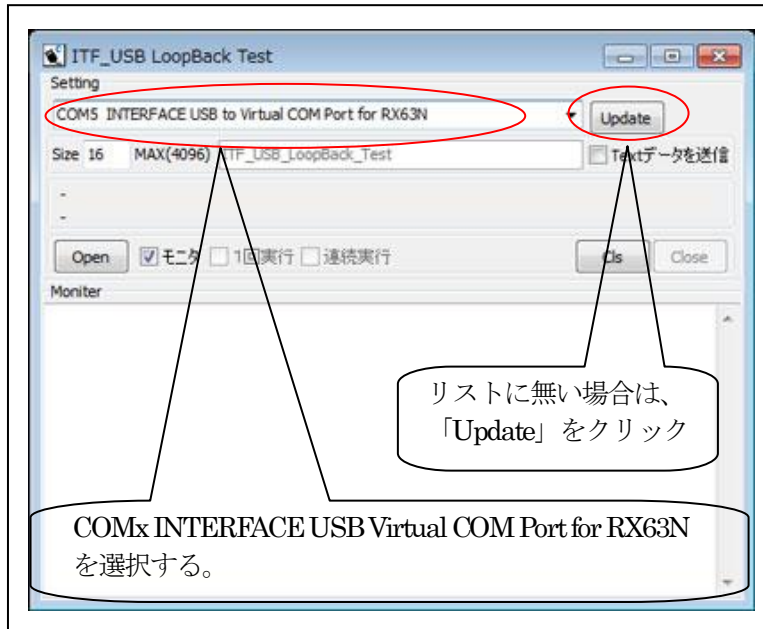 ITF_USB LoopBack Test
Setting
COM5 INTERFACE USB to Virtual COM Port for RX63N
Update
Size 16 MAX(4096) ITF_USB_LoopBack_Test Textデータを送信
-
-
Open モニタ 1回実行 連続実行 Cls Close
Moniter
リストに無い場合は、
「Update」をクリック
COMx INTERFACE USB Virtual COM Port for RX63N
を選択する。